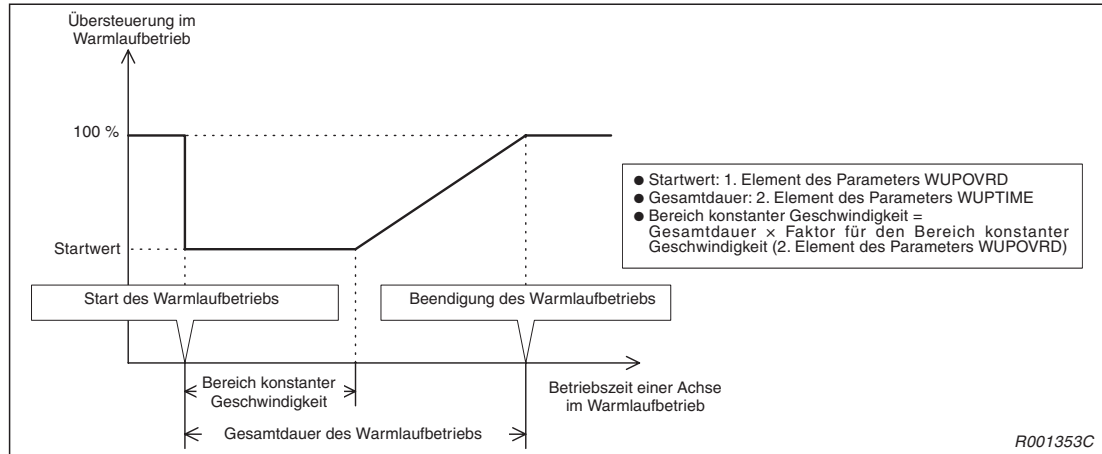 Übersteuerung im
Warmlaufbetrieb
100 %
Startwert
Start des Warmlaufbetriebs
Beendigung des Warmlaufbetriebs
● Startwert: 1. Element des Parameters WUPOVRD
● Gesamtdauer: 2. Element des Parameters WUPTIME
● Bereich konstanter Geschwindigkeit =
Gesamtdauer × Faktor für den Bereich konstanter
Geschwindigkeit (2. Element des Parameters WUPOVRD)
Bereich konstanter
Geschwindigkeit
Betriebszeit einer Achse
im Warmlaufbetrieb
Gesamtdauer des Warmlaufbetriebs
R001353C